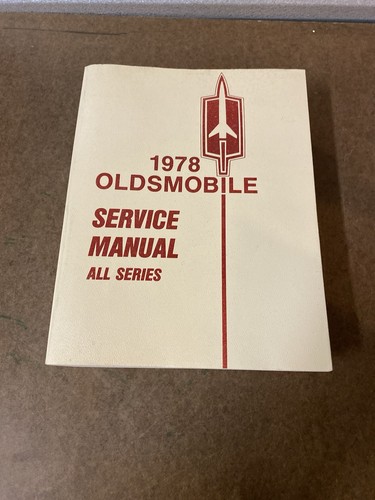 1978
OLDSMOBILE
SERVICE
MANUAL
ALL SERIES